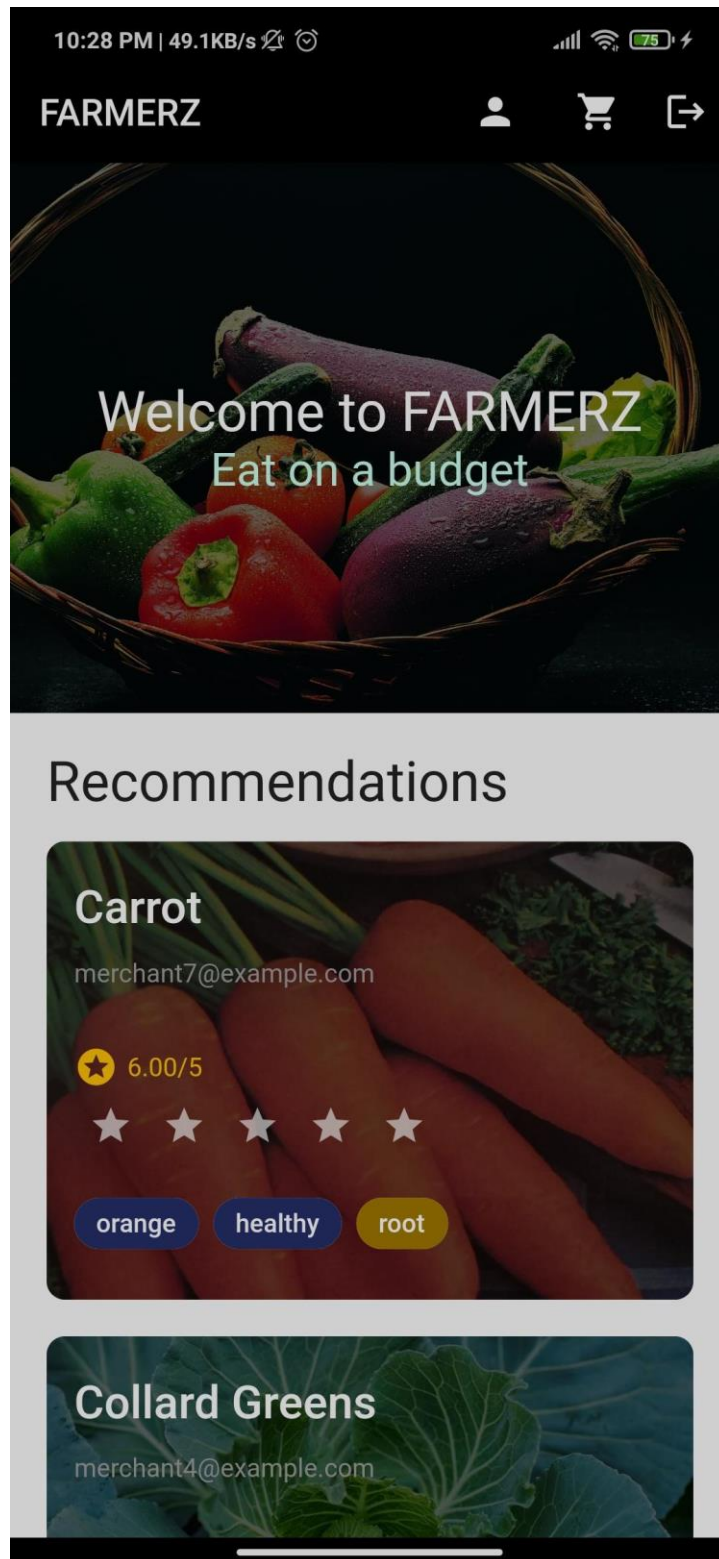 10:28 PM | 49.1KB/s 75
FARMERZ
Welcome to FARMERZ
Eat on a budget
Recommendations
Carrot
merchant7@example.com
6.00/5
orange healthy root
Collard Greens
merchant4@example.com